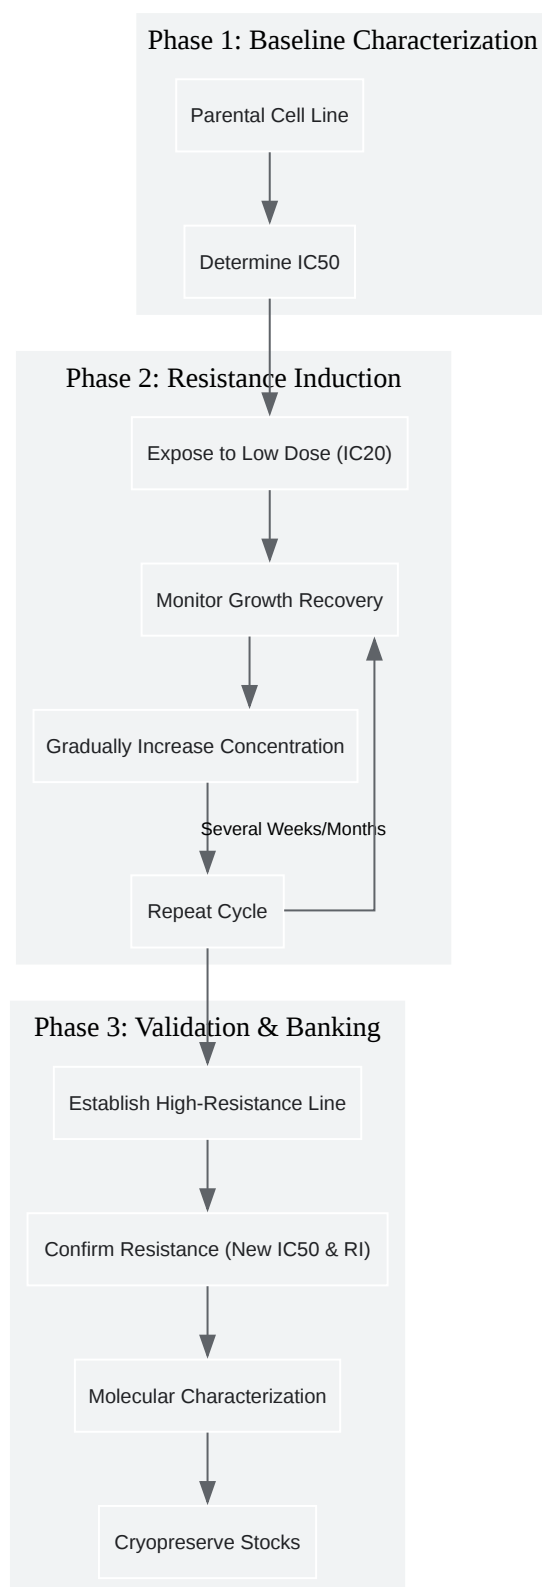 Phase 1: Baseline Characterization
Parental Cell Line
Determine IC50
Phase 2: Resistance Induction
Expose to Low Dose (IC20)
Monitor Growth Recovery
Gradually Increase Concentration
Several Weeks/Months
Repeat Cycle
Phase 3: Validation & Banking
Establish High-Resistance Line
Confirm Resistance (New IC50 & RI)
Molecular Characterization
Cryopreserve Stocks